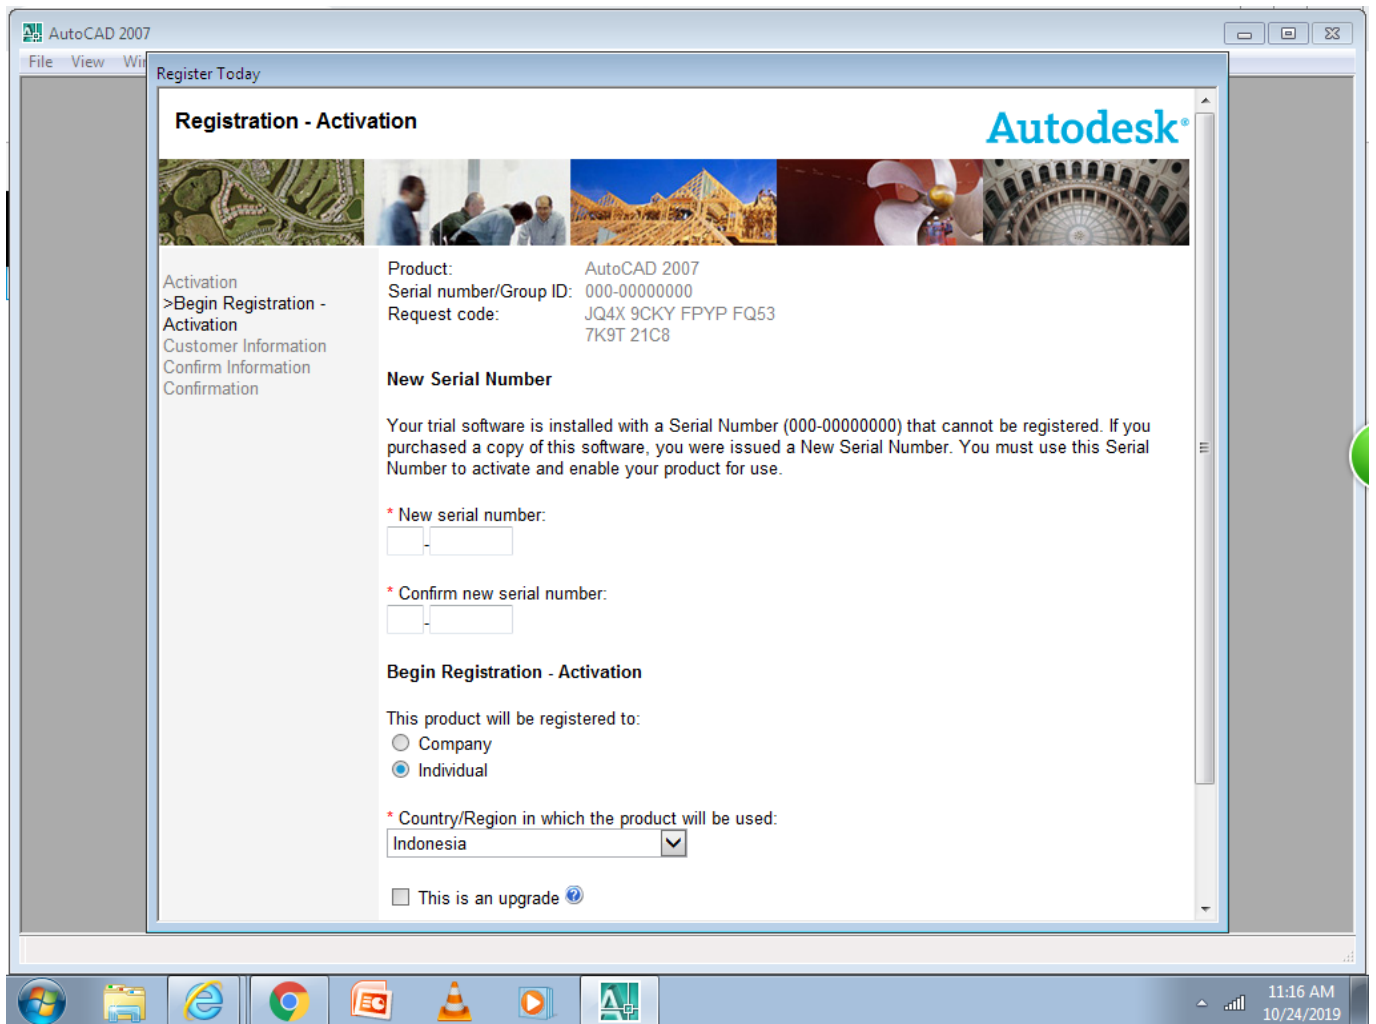 AutoCAD 2007
File View Wi
Register Today
Registration - Activation
Autodesk®
Activation
>Begin Registration -
Activation
Customer Information
Confirm Information
Confirmation
Product: AutoCAD 2007
Serial number/Group ID: 000-00000000
Request code: JQ4X 9CKY FPYP FQ53
7K9T 21C8
New Serial Number
Your trial software is installed with a Serial Number (000-00000000) that cannot be registered. If you
purchased a copy of this software, you were issued a New Serial Number. You must use this Serial
Number to activate and enable your product for use.
* New serial number:
-
* Confirm new serial number:
-
Begin Registration - Activation
This product will be registered to:
Company
Individual
* Country/Region in which the product will be used:
Indonesia
This is an upgrade ?
11:16 AM
10/24/2019